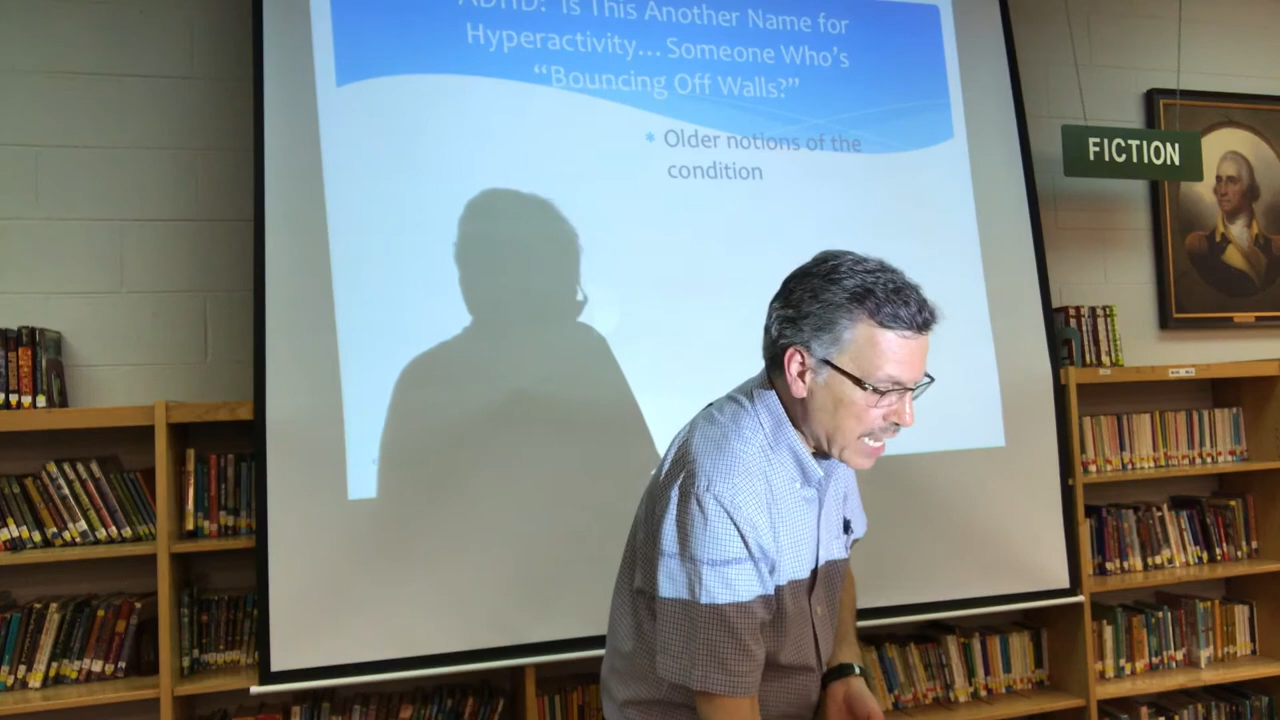 ADHD: Is This Another Name for
Hyperactivity... Someone Who's
"Bouncing Off Walls?"
* Older notions of the
condition
FICTION